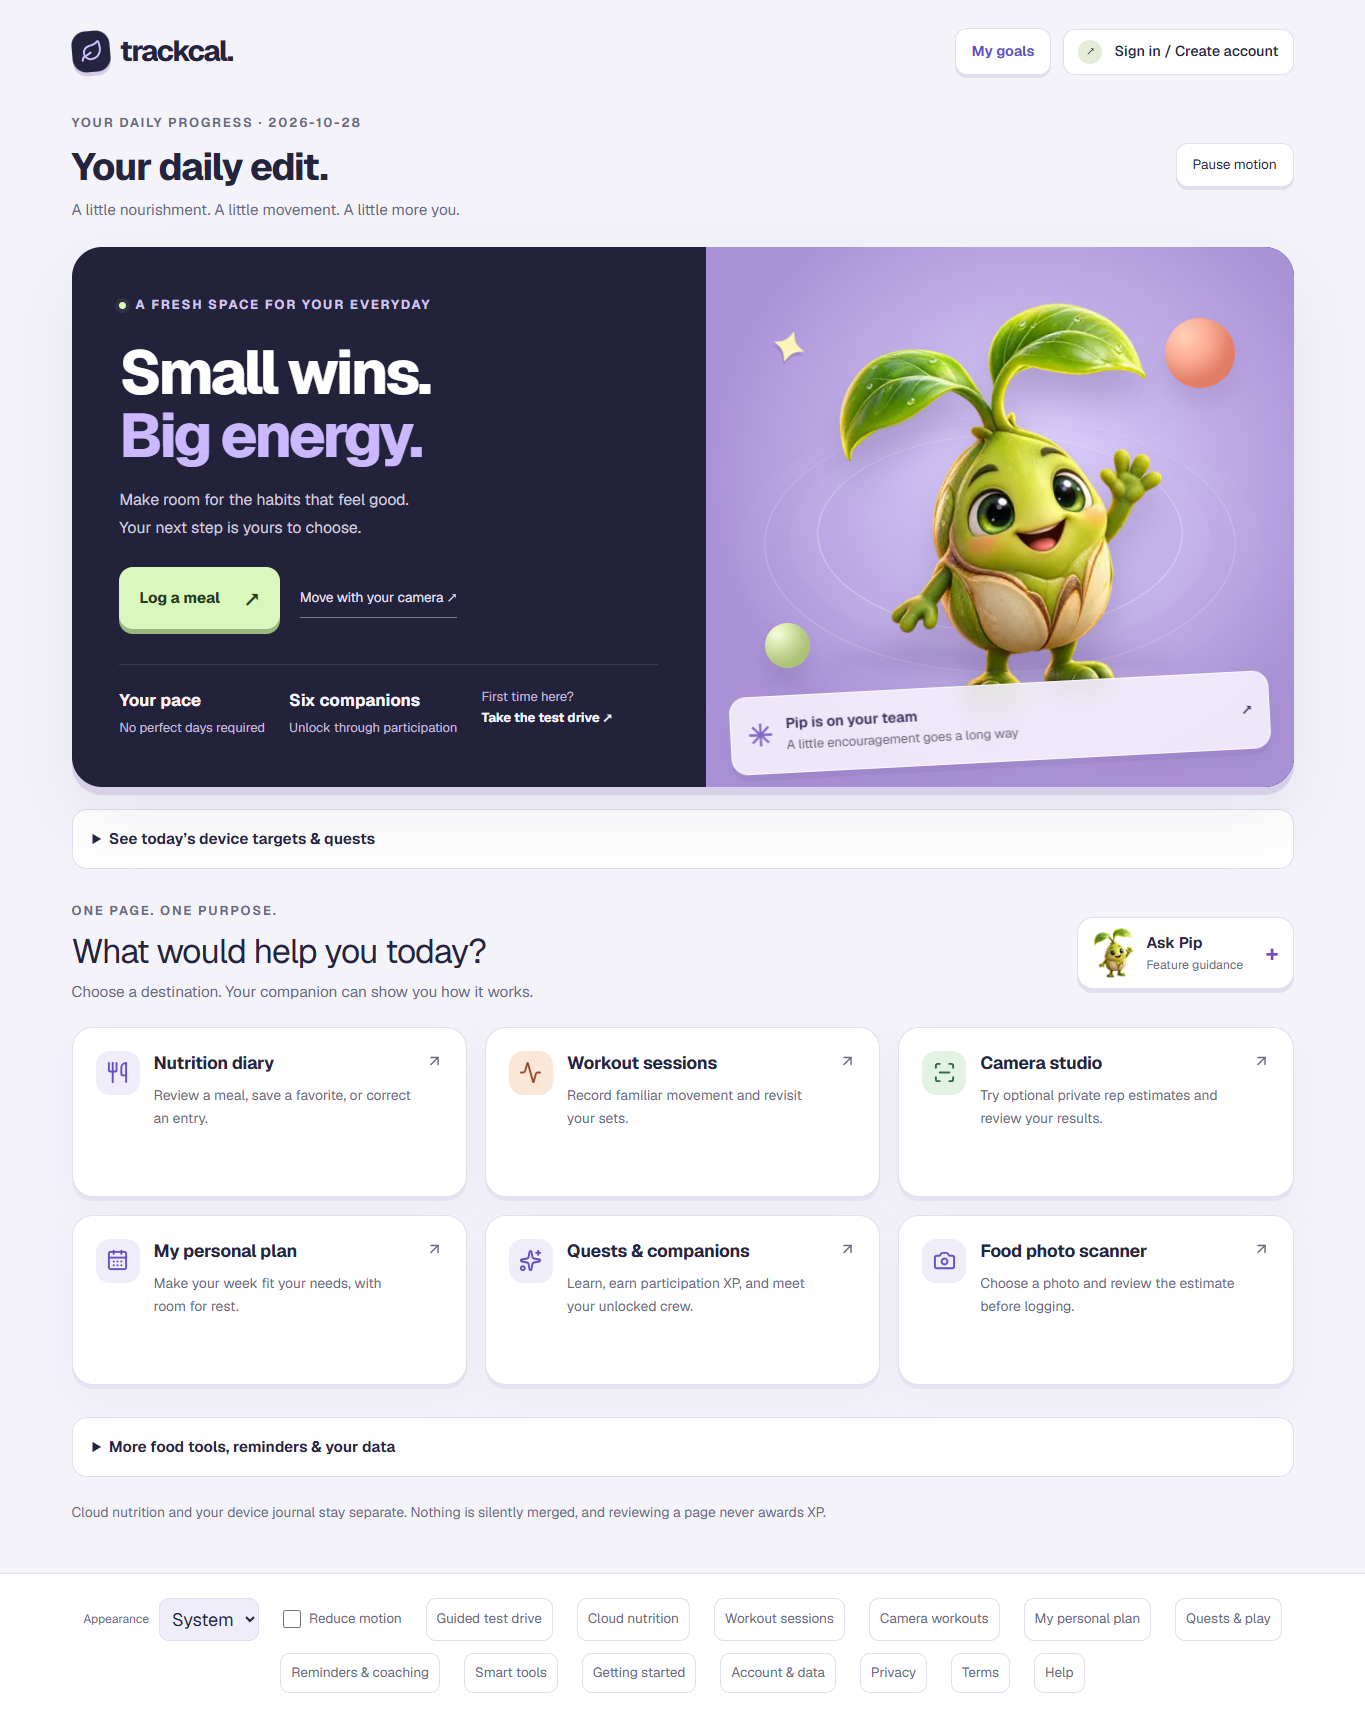 trackcal.
My goals
↗ Sign in / Create account
YOUR DAILY PROGRESS · 2026-10-28
Your daily edit.
Pause motion
A little nourishment. A little movement. A little more you.
A FRESH SPACE FOR YOUR EVERYDAY
Small wins.
Big energy.
Make room for the habits that feel good.
Your next step is yours to choose.
Log a meal ↗
Move with your camera ↗
Your pace
No perfect days required
Six companions
Unlock through participation
First time here?
Take the test drive ↗
Pip is on your team
A little encouragement goes a long way
↗
See today’s device targets & quests
ONE PAGE. ONE PURPOSE.
What would help you today?
Choose a destination. Your companion can show you how it works.
Ask Pip
Feature guidance
+
Nutrition diary
Review a meal, save a favorite, or correct
an entry.
Workout sessions
Record familiar movement and revisit
your sets.
Camera studio
Try optional private rep estimates and
review your results.
My personal plan
Make your week fit your needs, with
room for rest.
Quests & companions
Learn, earn participation XP, and meet
your unlocked crew.
Food photo scanner
Choose a photo and review the estimate
before logging.
More food tools, reminders & your data
Cloud nutrition and your device journal stay separate. Nothing is silently merged, and reviewing a page never awards XP.
Appearance
System
Reduce motion
Guided test drive
Cloud nutrition
Workout sessions
Camera workouts
My personal plan
Quests & play
Reminders & coaching
Smart tools
Getting started
Account & data
Privacy
Terms
Help